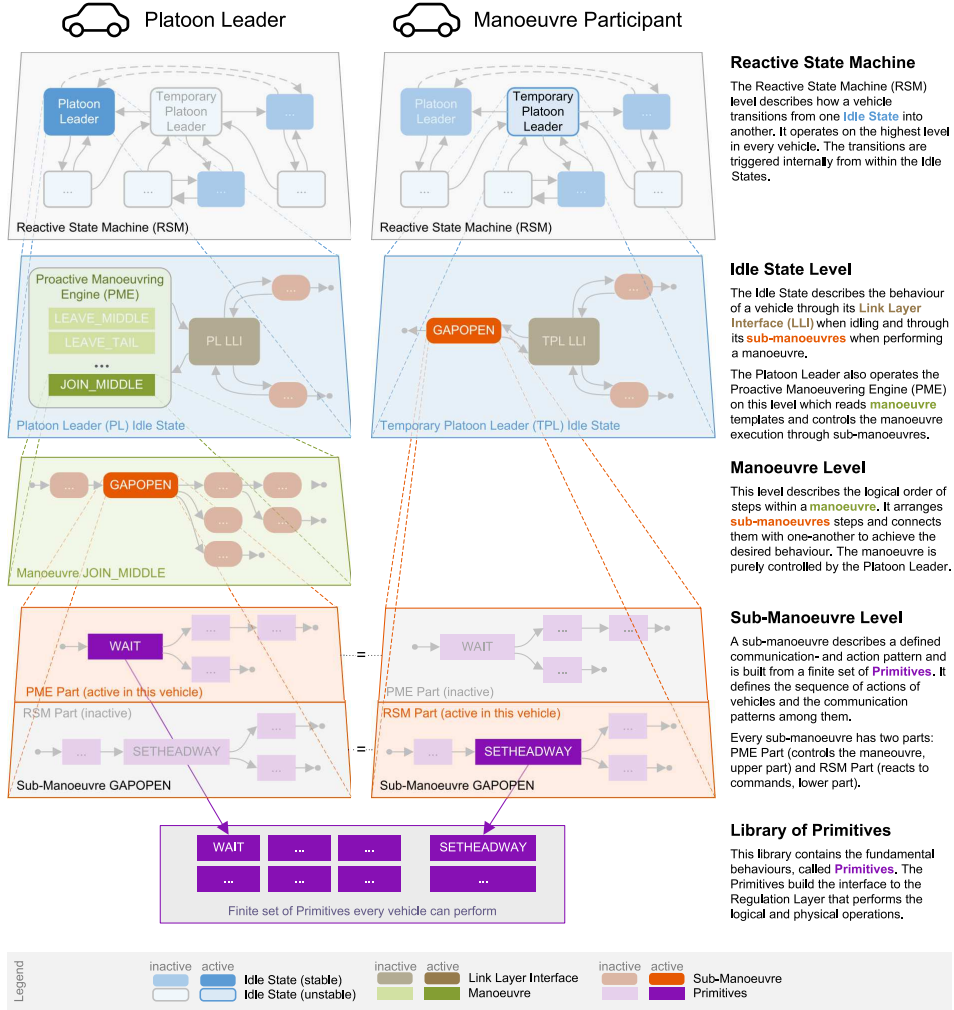 Platoon Leader
Manoeuvre Participant
Platoon
Leader
Temporary
Platoon
Leader
...
...
...
...
...
Reactive State Machine (RSM)
Platoon
Leader
Temporary
Platoon
Leader
...
...
...
...
...
Reactive State Machine (RSM)
Reactive State Machine
The Reactive State Machine (RSM)
level describes how a vehicle
transitions from one Idle State into
another. It operates on the highest level
in every vehicle. The transitions are
triggered internally from within the Idle
States.
Proactive Manoeuvring
Engine (PME)
LEAVE_MIDDLE
LEAVE_TAIL
...
JOIN_MIDDLE
PL LLI
...
...
Platoon Leader (PL) Idle State
GAPOPEN
TPL LLI
...
...
Temporary Platoon Leader (TPL) Idle State
Idle State Level
The Idle State describes the behaviour
of a vehicle through its Link Layer
Interface (LLI) when idling and through
its sub-manoeuvres when performing
a manoeuvre.
The Platoon Leader also operates the
Proactive Manoeuvering Engine (PME)
on this level which reads manoeuvre
templates and controls the manoeuvre
execution through sub-manoeuvres.
... GAPOPEN ... ...
... ...
...
Manoeuvre JOIN_MIDDLE
Manoeuvre Level
This level describes the logical order of
steps within a manoeuvre. It arranges
sub-manoeuvres steps and connects
them with one-another to achieve the
desired behaviour. The manoeuvre is
purely controlled by the Platoon Leader.
WAIT
... ...
...
PME Part (active in this vehicle)
RSM Part (inactive)
... SETHEADWAY
...
...
Sub-Manoeuvre GAPOPEN
=
=
WAIT
... ...
...
PME Part (inactive)
RSM Part (active in this vehicle)
... SETHEADWAY
...
...
Sub-Manoeuvre GAPOPEN
Sub-Manoeuvre Level
A sub-manoeuvre describes a defined
communication- and action pattern and
is built from a finite set of Primitives. It
defines the sequence of actions of
vehicles and the communication
patterns among them.
Every sub-manoeuvre has two parts:
PME Part (controls the maneouvre,
upper part) and RSM Part (reacts to
commands, lower part).
WAIT ... ... SETHEADWAY
... ... ... ...
Finite set of Primitives every vehicle can perform
Library of Primitives
This library contains the fundamental
behaviours, called Primitives. The
Primitives build the interface to the
Regulation Layer that performs the
logical and physical operations.
Legend
inactive active
Idle State (stable)
Idle State (unstable)
inactive active
Link Layer Interface
Manoeuvre
inactive active
Sub-Manoeuvre
Primitives